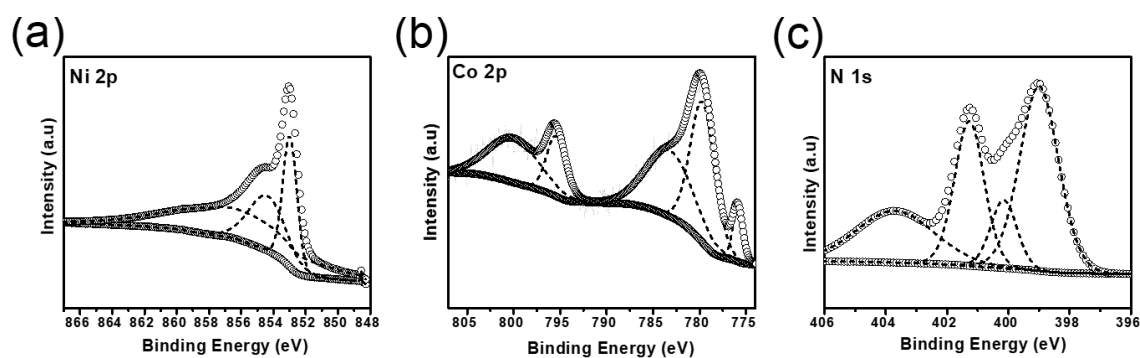 (a)
Ni 2p
Intensity (a.u)
866 864 862 860 858 856 854 852 850 848
Binding Energy (eV)
(b)
Co 2p
Intensity (a.u)
805 800 795 790 785 780 775
Binding Energy (eV)
(c)
N 1s
Intensity (a.u)
406 404 402 400 398 396
Binding Energy (eV)